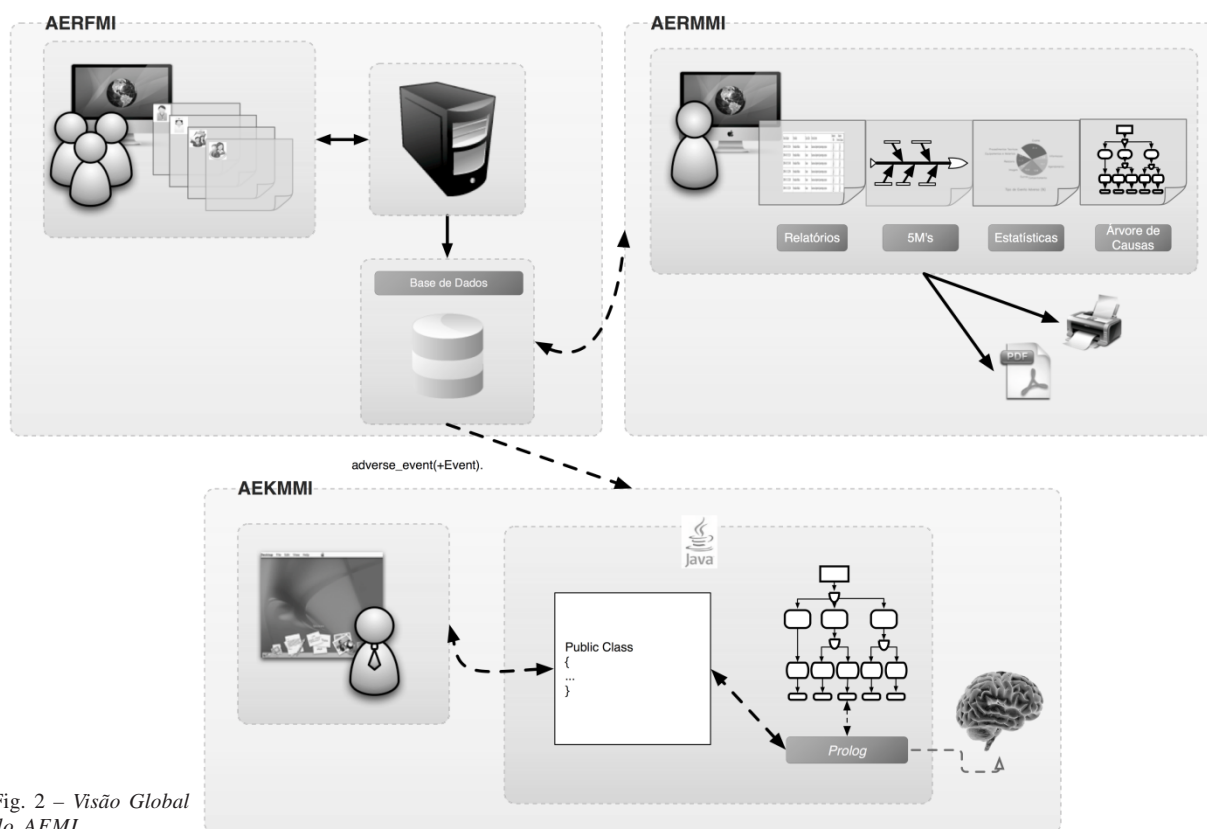 AERFMI
AERMMI
Relatórios
5M's
Estatísticas
Árvore de
Causas
Base de Dados
PDF
adverse_event(+Event).
AEKMMI
Java
Public Class
{
...
}
Prolog
Fig. 2 – Visão Global
do AEMI